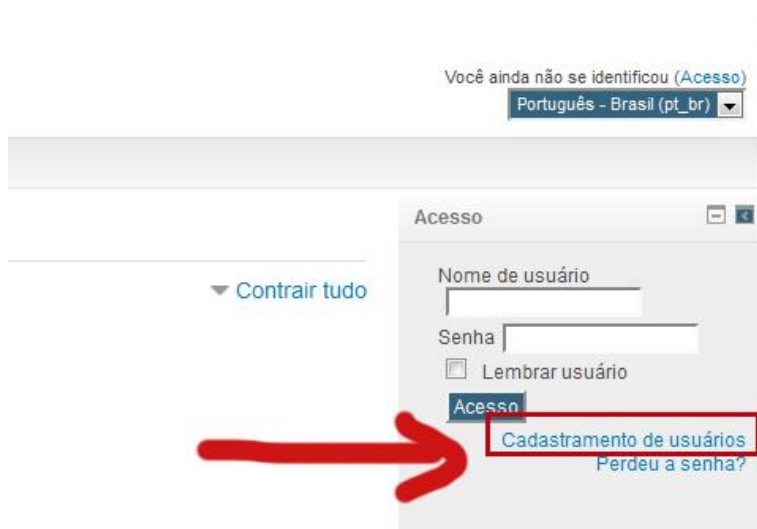 Você ainda não se identificou (Acesso)
Português - Brasil (pt_br)
Acesso
Contrair tudo
Nome de usuário
Senha
Lembrar usuário
Acesso
Cadastramento de usuários
Perdeu a senha?